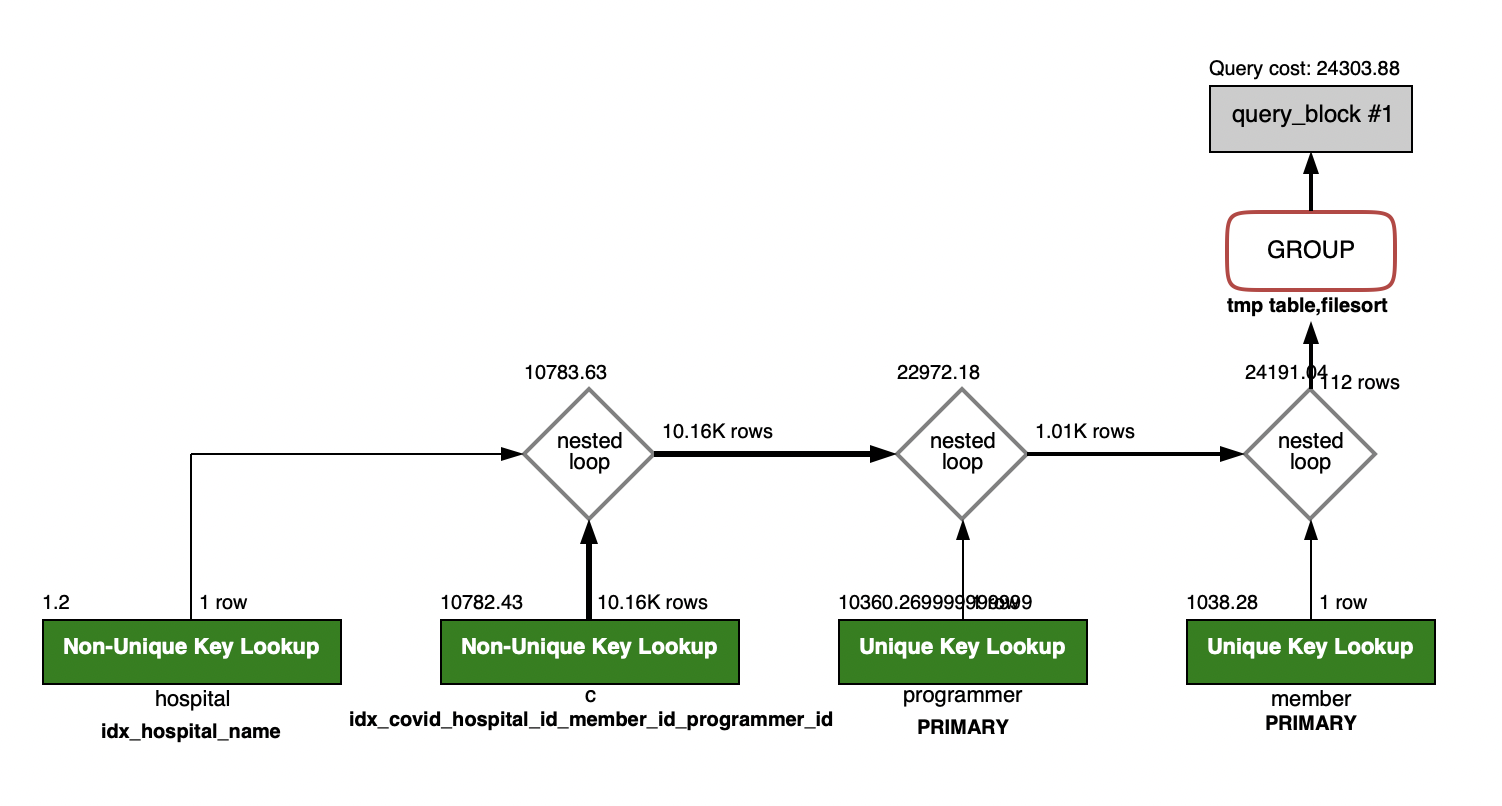 Query cost: 24303.88
query_block #1
GROUP
tmp table,filesort
10783.63
22972.18
24191.04
112 rows
nested
loop
10.16K rows
nested
loop
1.01K rows
nested
loop
1.2
1 row
10782.43
10.16K rows
10360.269999999999
1 row
1038.28
1 row
Non-Unique Key Lookup
Non-Unique Key Lookup
Unique Key Lookup
Unique Key Lookup
hospital
c
programmer
member
idx_hospital_name
idx_covid_hospital_id_member_id_programmer_id
PRIMARY
PRIMARY